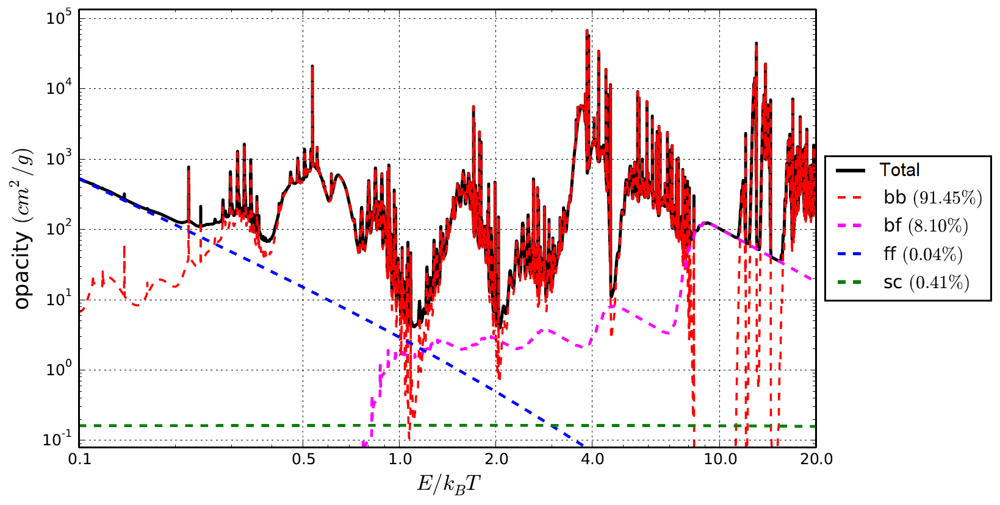 10^5
10^4
10^3
10^2
10^1
10^0
10^-1
opacity (cm^2/g)
0.1 0.5 1.0 2.0 4.0 10.0 20.0
E/k_BT
Total
bb (91.45%)
bf (8.10%)
ff (0.04%)
sc (0.41%)